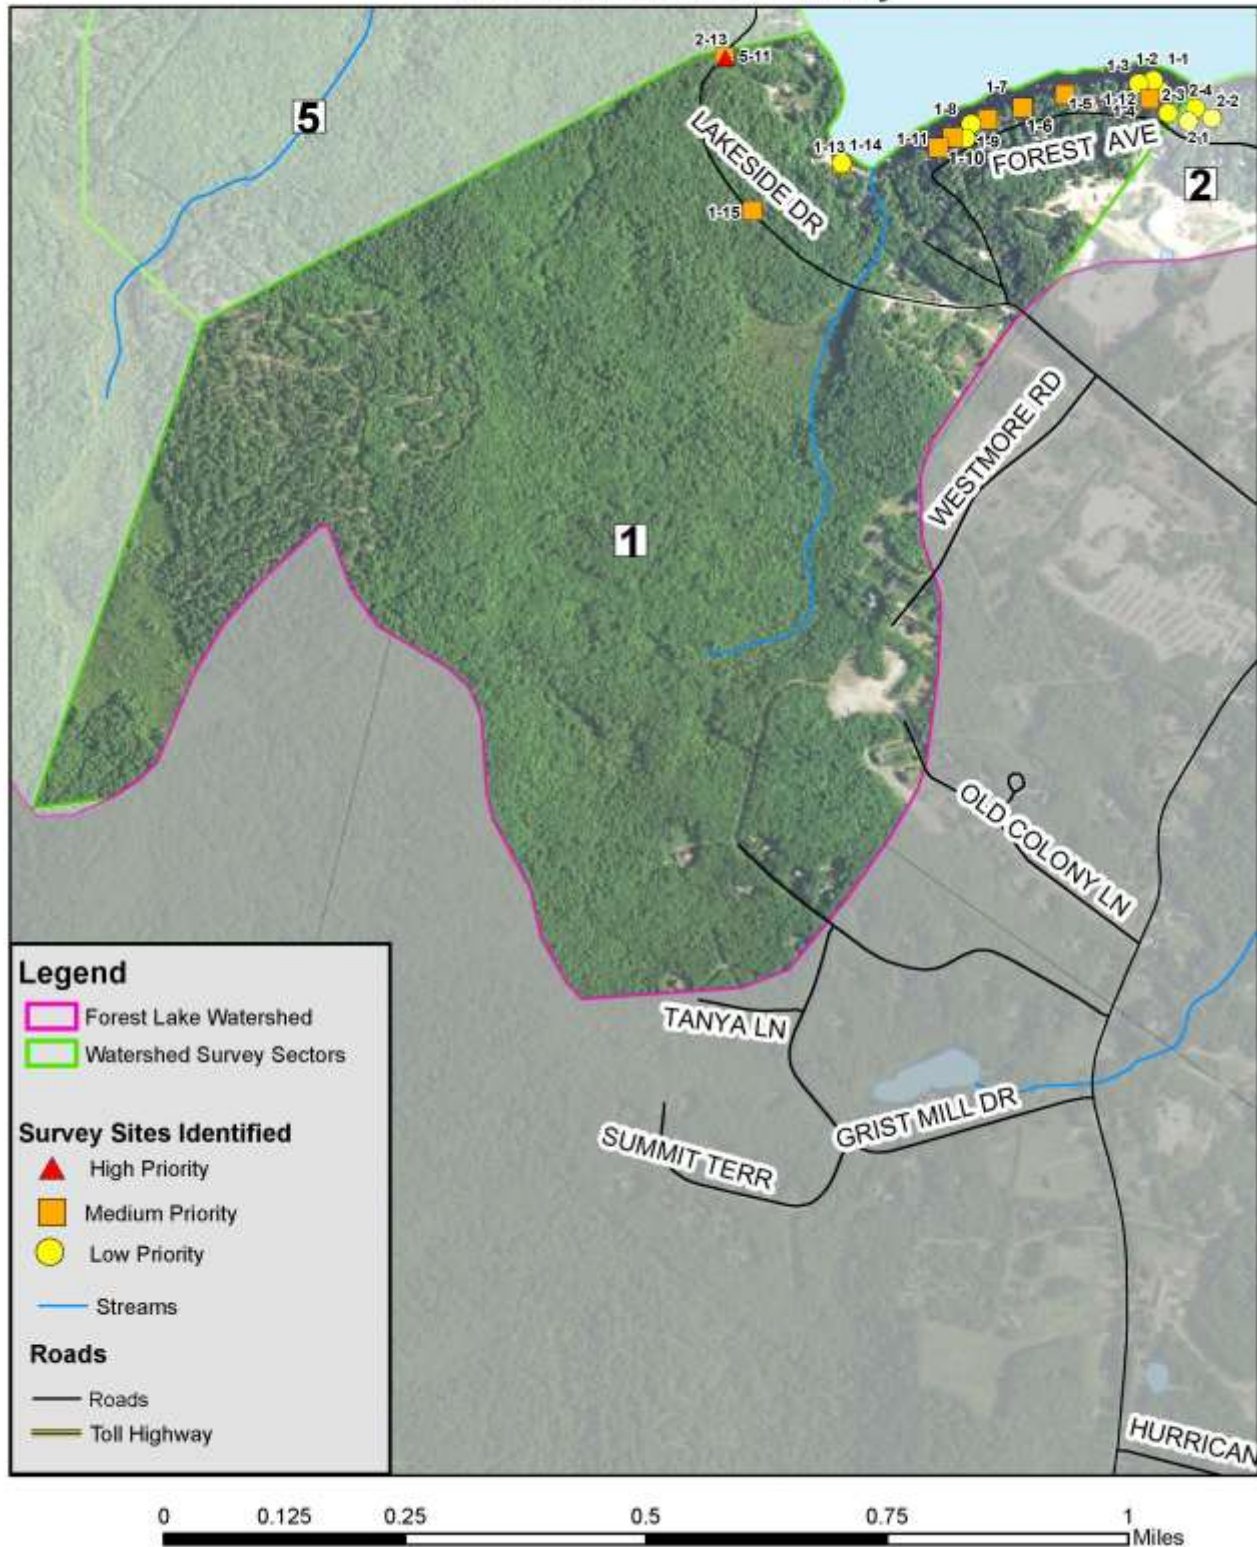 2-13
5-11
1-3
1-2
1-1
1-7
1-8
1-5
1-12
2-3
2-4
2-2
1-4
1-6
1-9
2-1
5
LAKESIDE DR
1-13
1-14
1-11
1-10
FOREST AVE
2
1-15
WESTMORE RD
1
OLD COLONY LN
TANYA LN
GRIST MILL DR
SUMMIT TERR
HURRICAN
Legend
Forest Lake Watershed
Watershed Survey Sectors
Survey Sites Identified
High Priority
Medium Priority
Low Priority
Streams
Roads
Roads
Toll Highway
0 0.125 0.25 0.5 0.75 1
Miles